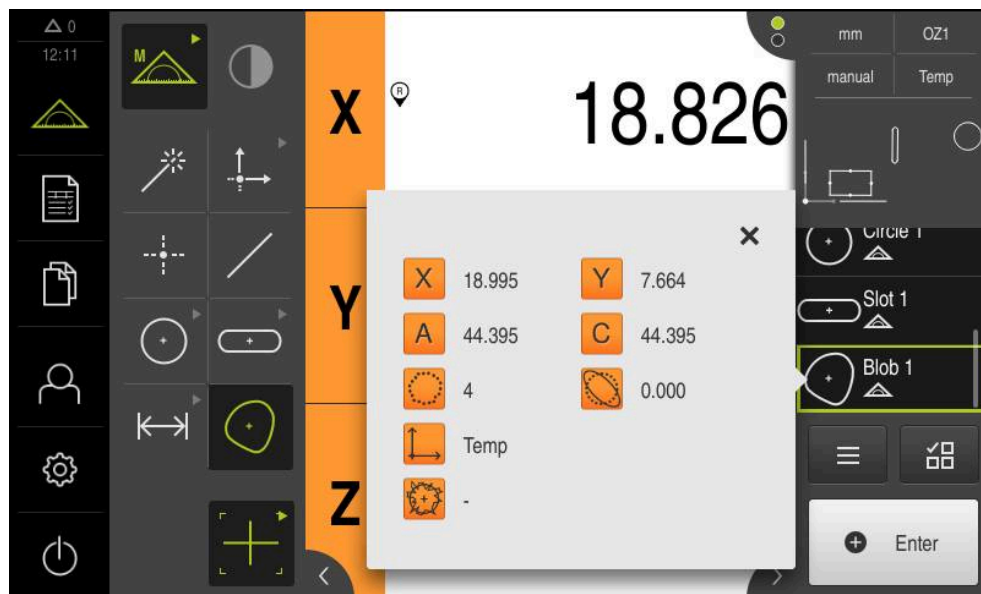 0
12:11
M
X
R
18.826
mm
OZ1
manual
Temp
Circle 1
Slot 1
Blob 1
Y
Z
X 18.995
Y 7.664
A 44.395
C 44.395
4
0.000
Temp
-
Enter